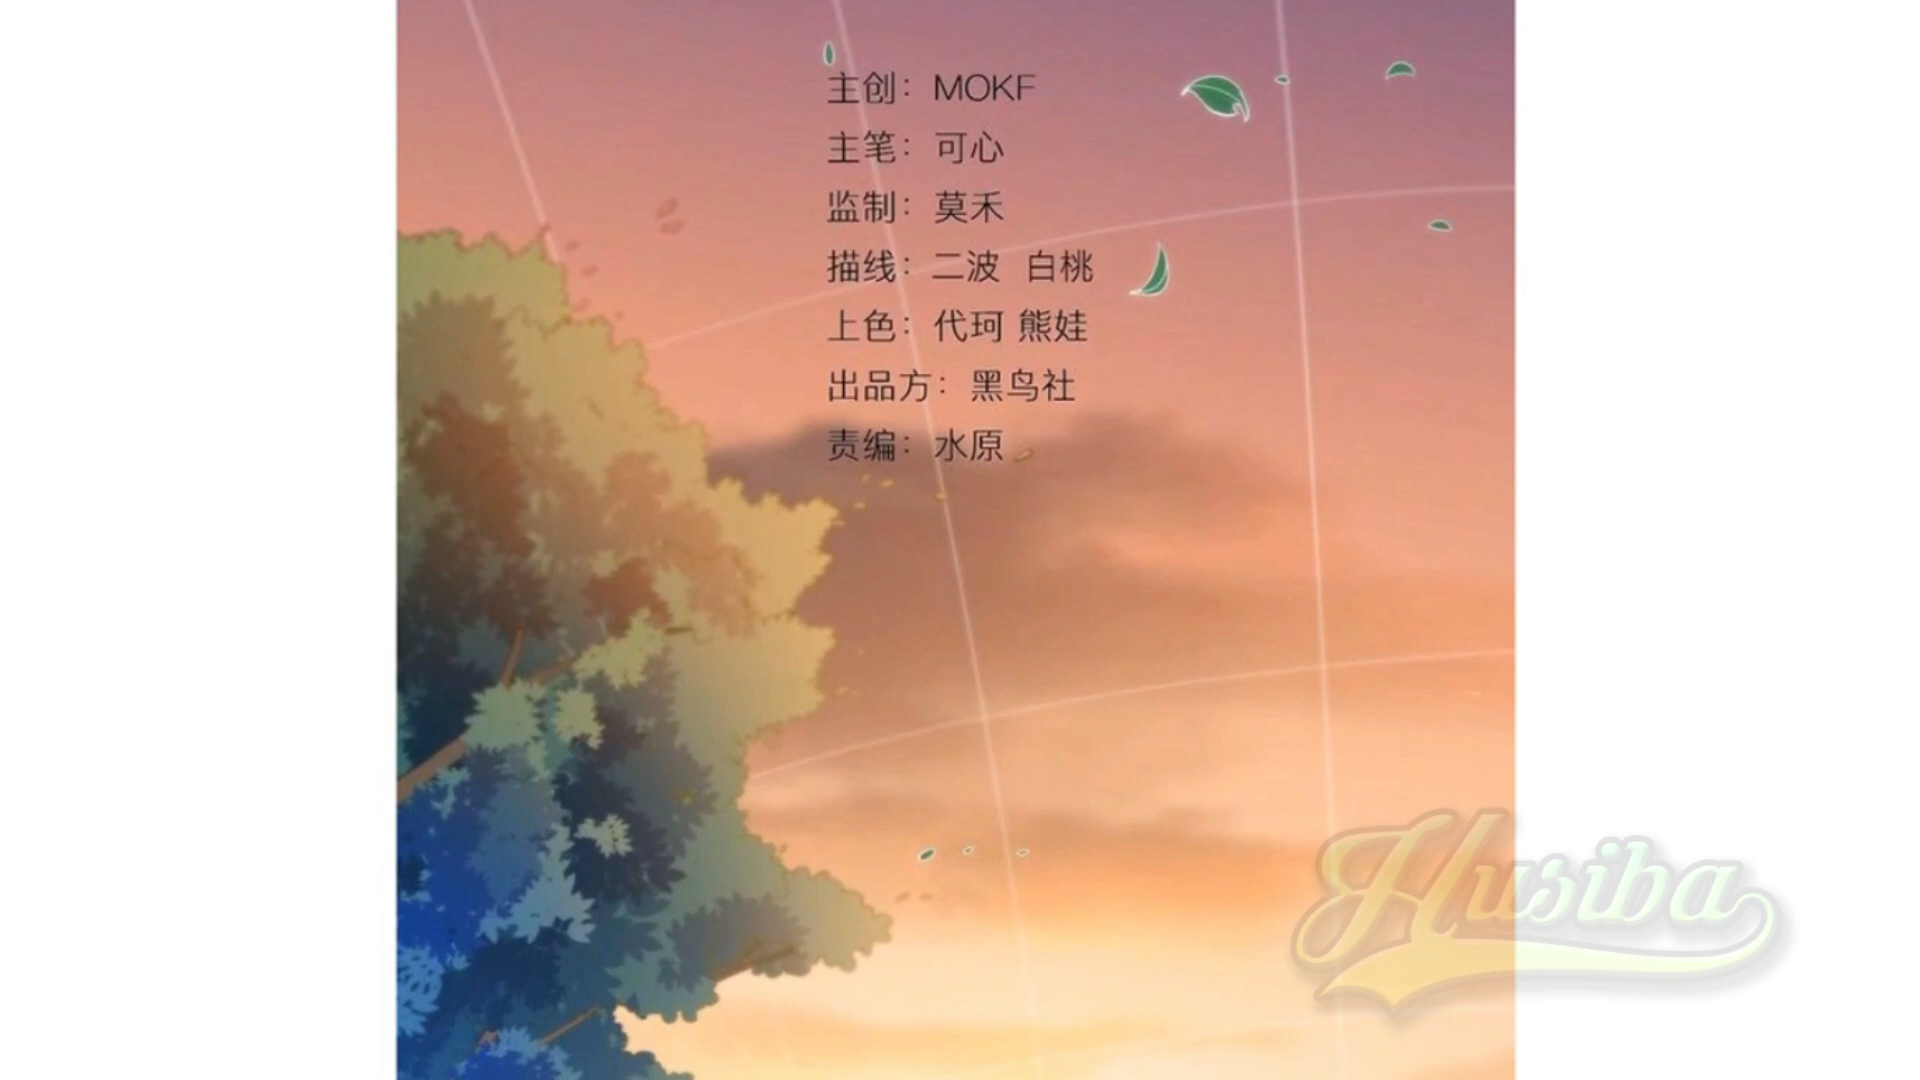 主创：MOKF
主笔：可心
监制：莫禾
描线：二波 白桃
上色：代珂 熊娃
出品方：黑鸟社
责编：水原
Husiba